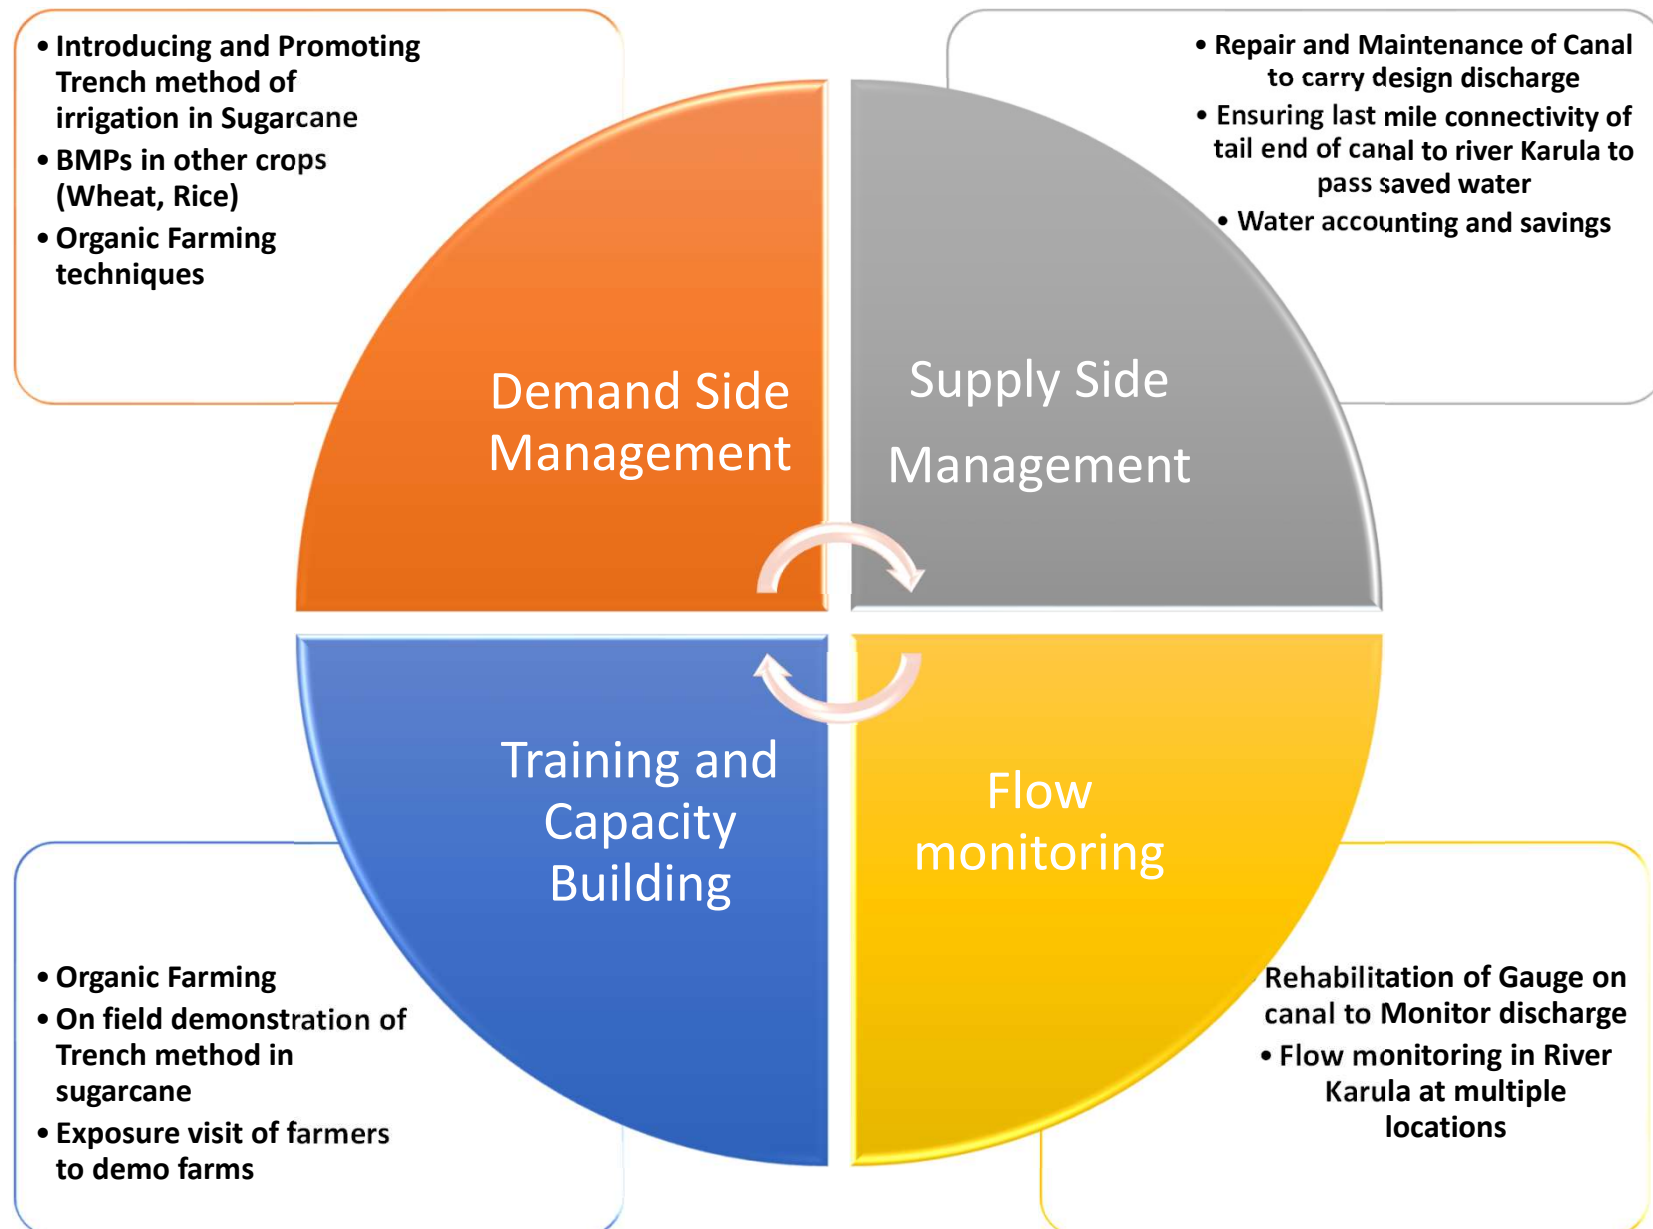 • Introducing and Promoting
Trench method of
irrigation in Sugarcane
• BMPs in other crops
(Wheat, Rice)
• Organic Farming
techniques
• Repair and Maintenance of Canal
to carry design discharge
• Ensuring last mile connectivity of
tail end of canal to river Karula to
pass saved water
• Water accounting and savings
Demand Side
Management
Supply Side
Management
Training and
Capacity
Building
Flow
monitoring
• Organic Farming
• On field demonstration of
Trench method in
sugarcane
• Exposure visit of farmers
to demo farms
Rehabilitation of Gauge on
canal to Monitor discharge
• Flow monitoring in River
Karula at multiple
locations